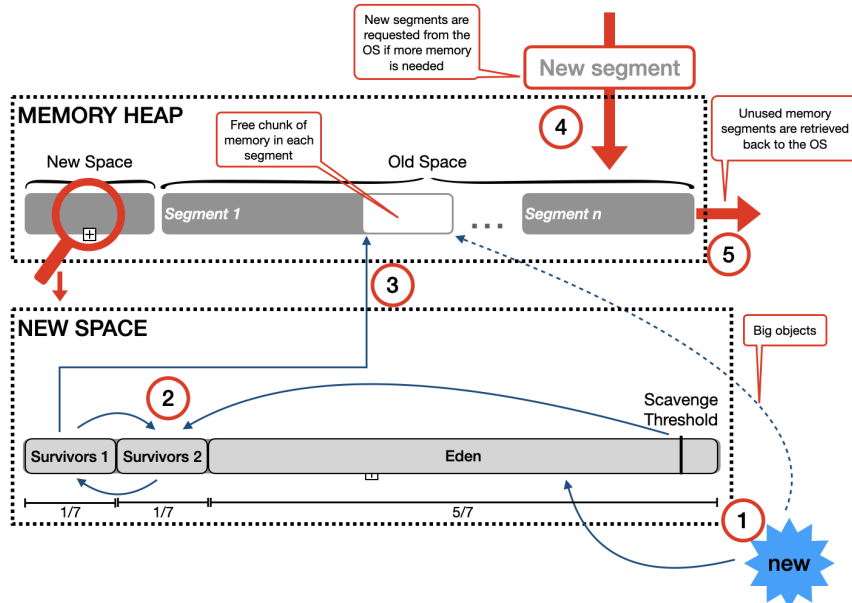 New segments are
requested from the
OS if more memory
is needed
New segment
MEMORY HEAP
4
Unused memory
segments are retrieved
back to the OS
Free chunk of
memory in each
segment
New Space
Old Space
Segment 1
...
Segment n
5
3
NEW SPACE
Big objects
2
Scavenge
Threshold
Survivors 1
Survivors 2
Eden
1/7
1/7
5/7
1
new